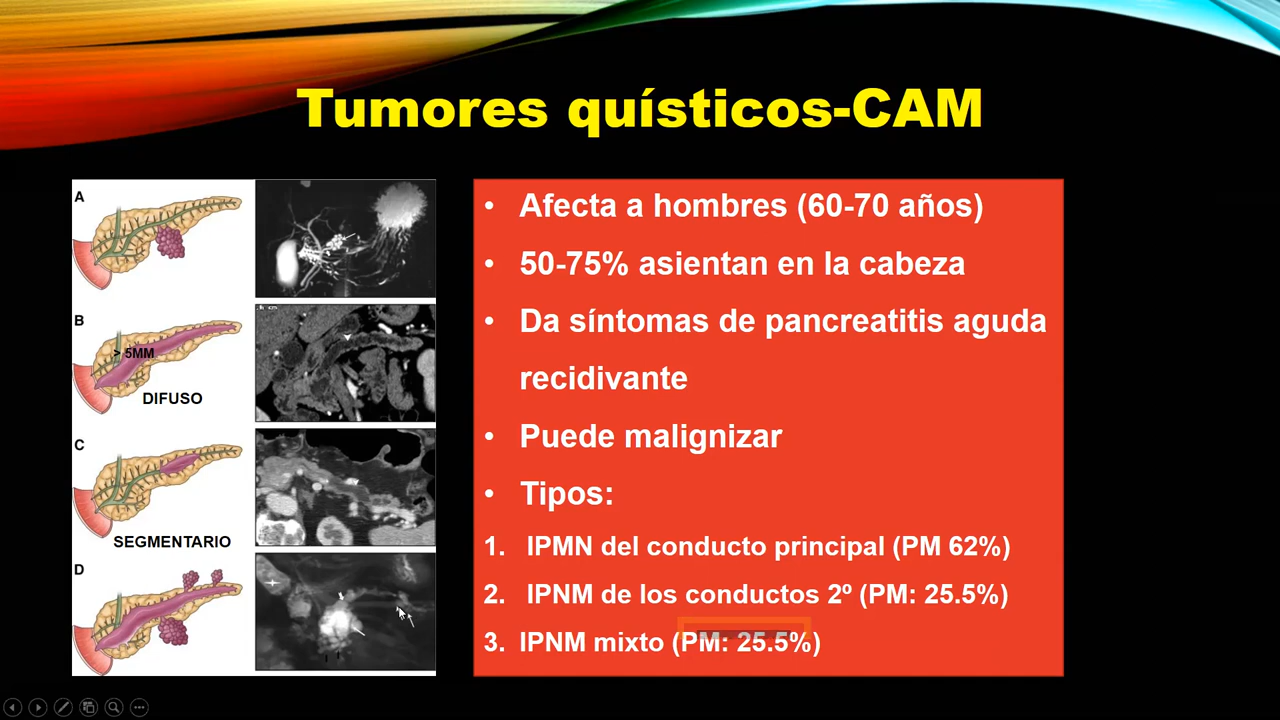 Tumores quísticos-CAM
A
B
> 5MM
DIFUSO
C
SEGMENTARIO
D
• Afecta a hombres (60-70 años)
• 50-75% asientan en la cabeza
• Da síntomas de pancreatitis aguda
recidivante
• Puede malignizar
• Tipos:
1. IPMN del conducto principal (PM 62%)
2. IPNM de los conductos 2º (PM: 25.5%)
3. IPNM mixto (PM: 25.5%)